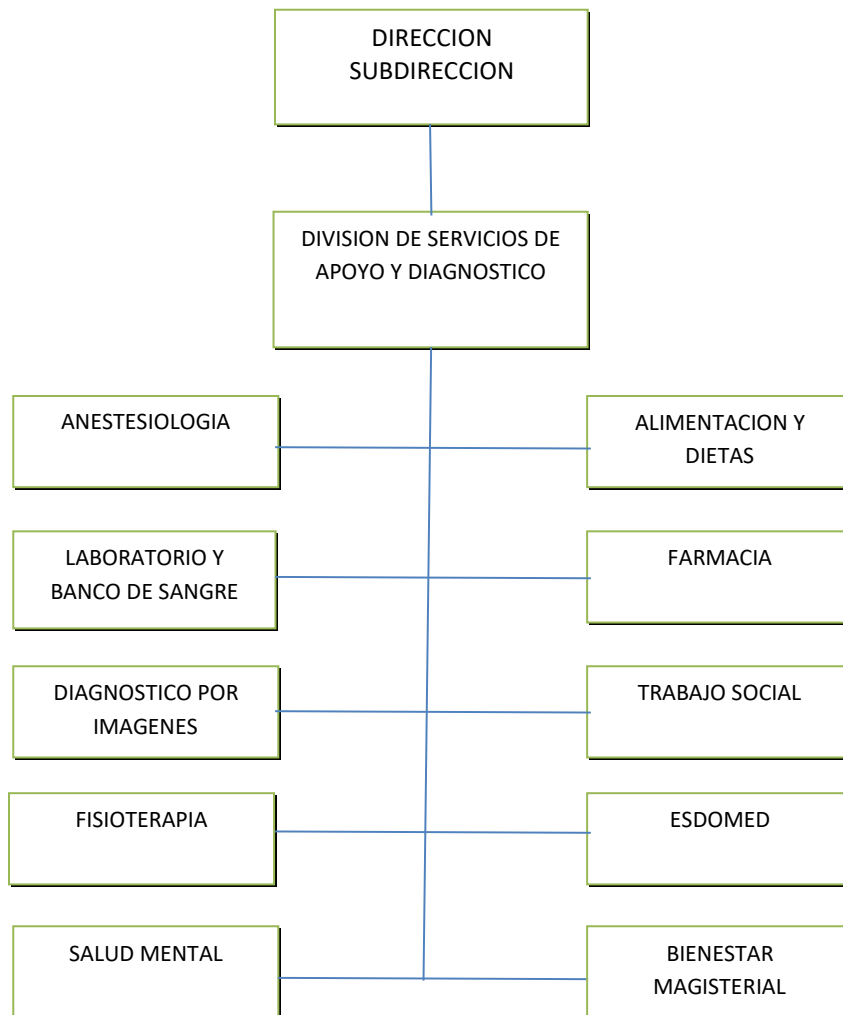 DIRECCION
SUBDIRECCION
DIVISION DE SERVICIOS DE
APOYO Y DIAGNOSTICO
ANESTESIOLOGIA
ALIMENTACION Y
DIETAS
LABORATORIO Y
BANCO DE SANGRE
FARMACIA
DIAGNOSTICO POR
IMAGENES
TRABAJO SOCIAL
FISIOTERAPIA
ESDOMED
SALUD MENTAL
BIENESTAR
MAGISTERIAL